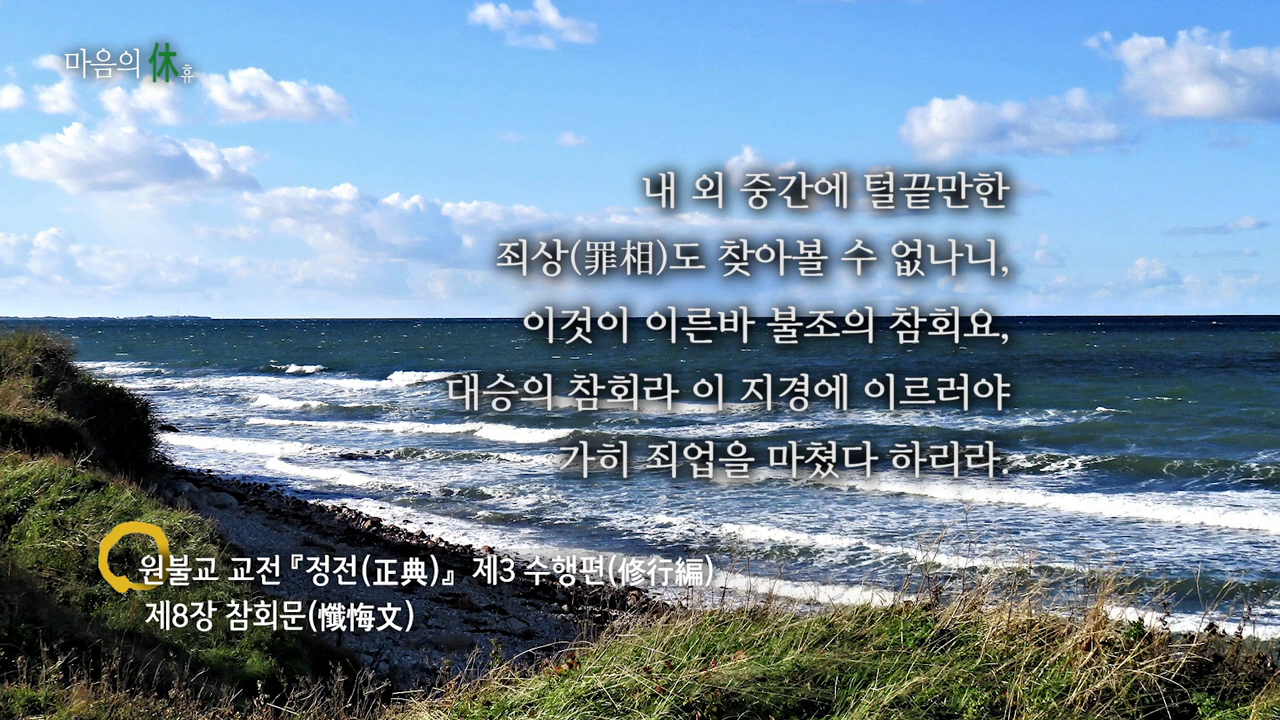 마음의 休 휴
내 외 중간에 털끝만한
죄상(罪相)도 찾아볼 수 없나니,
이것이 이른바 불조의 참회요,
대승의 참회라 이 지경에 이르러야
가히 죄업을 마쳤다 하리라.
원불교 교전 『정전(正典)』 제3 수행편(修行編)
제8장 참회문(懺悔文)